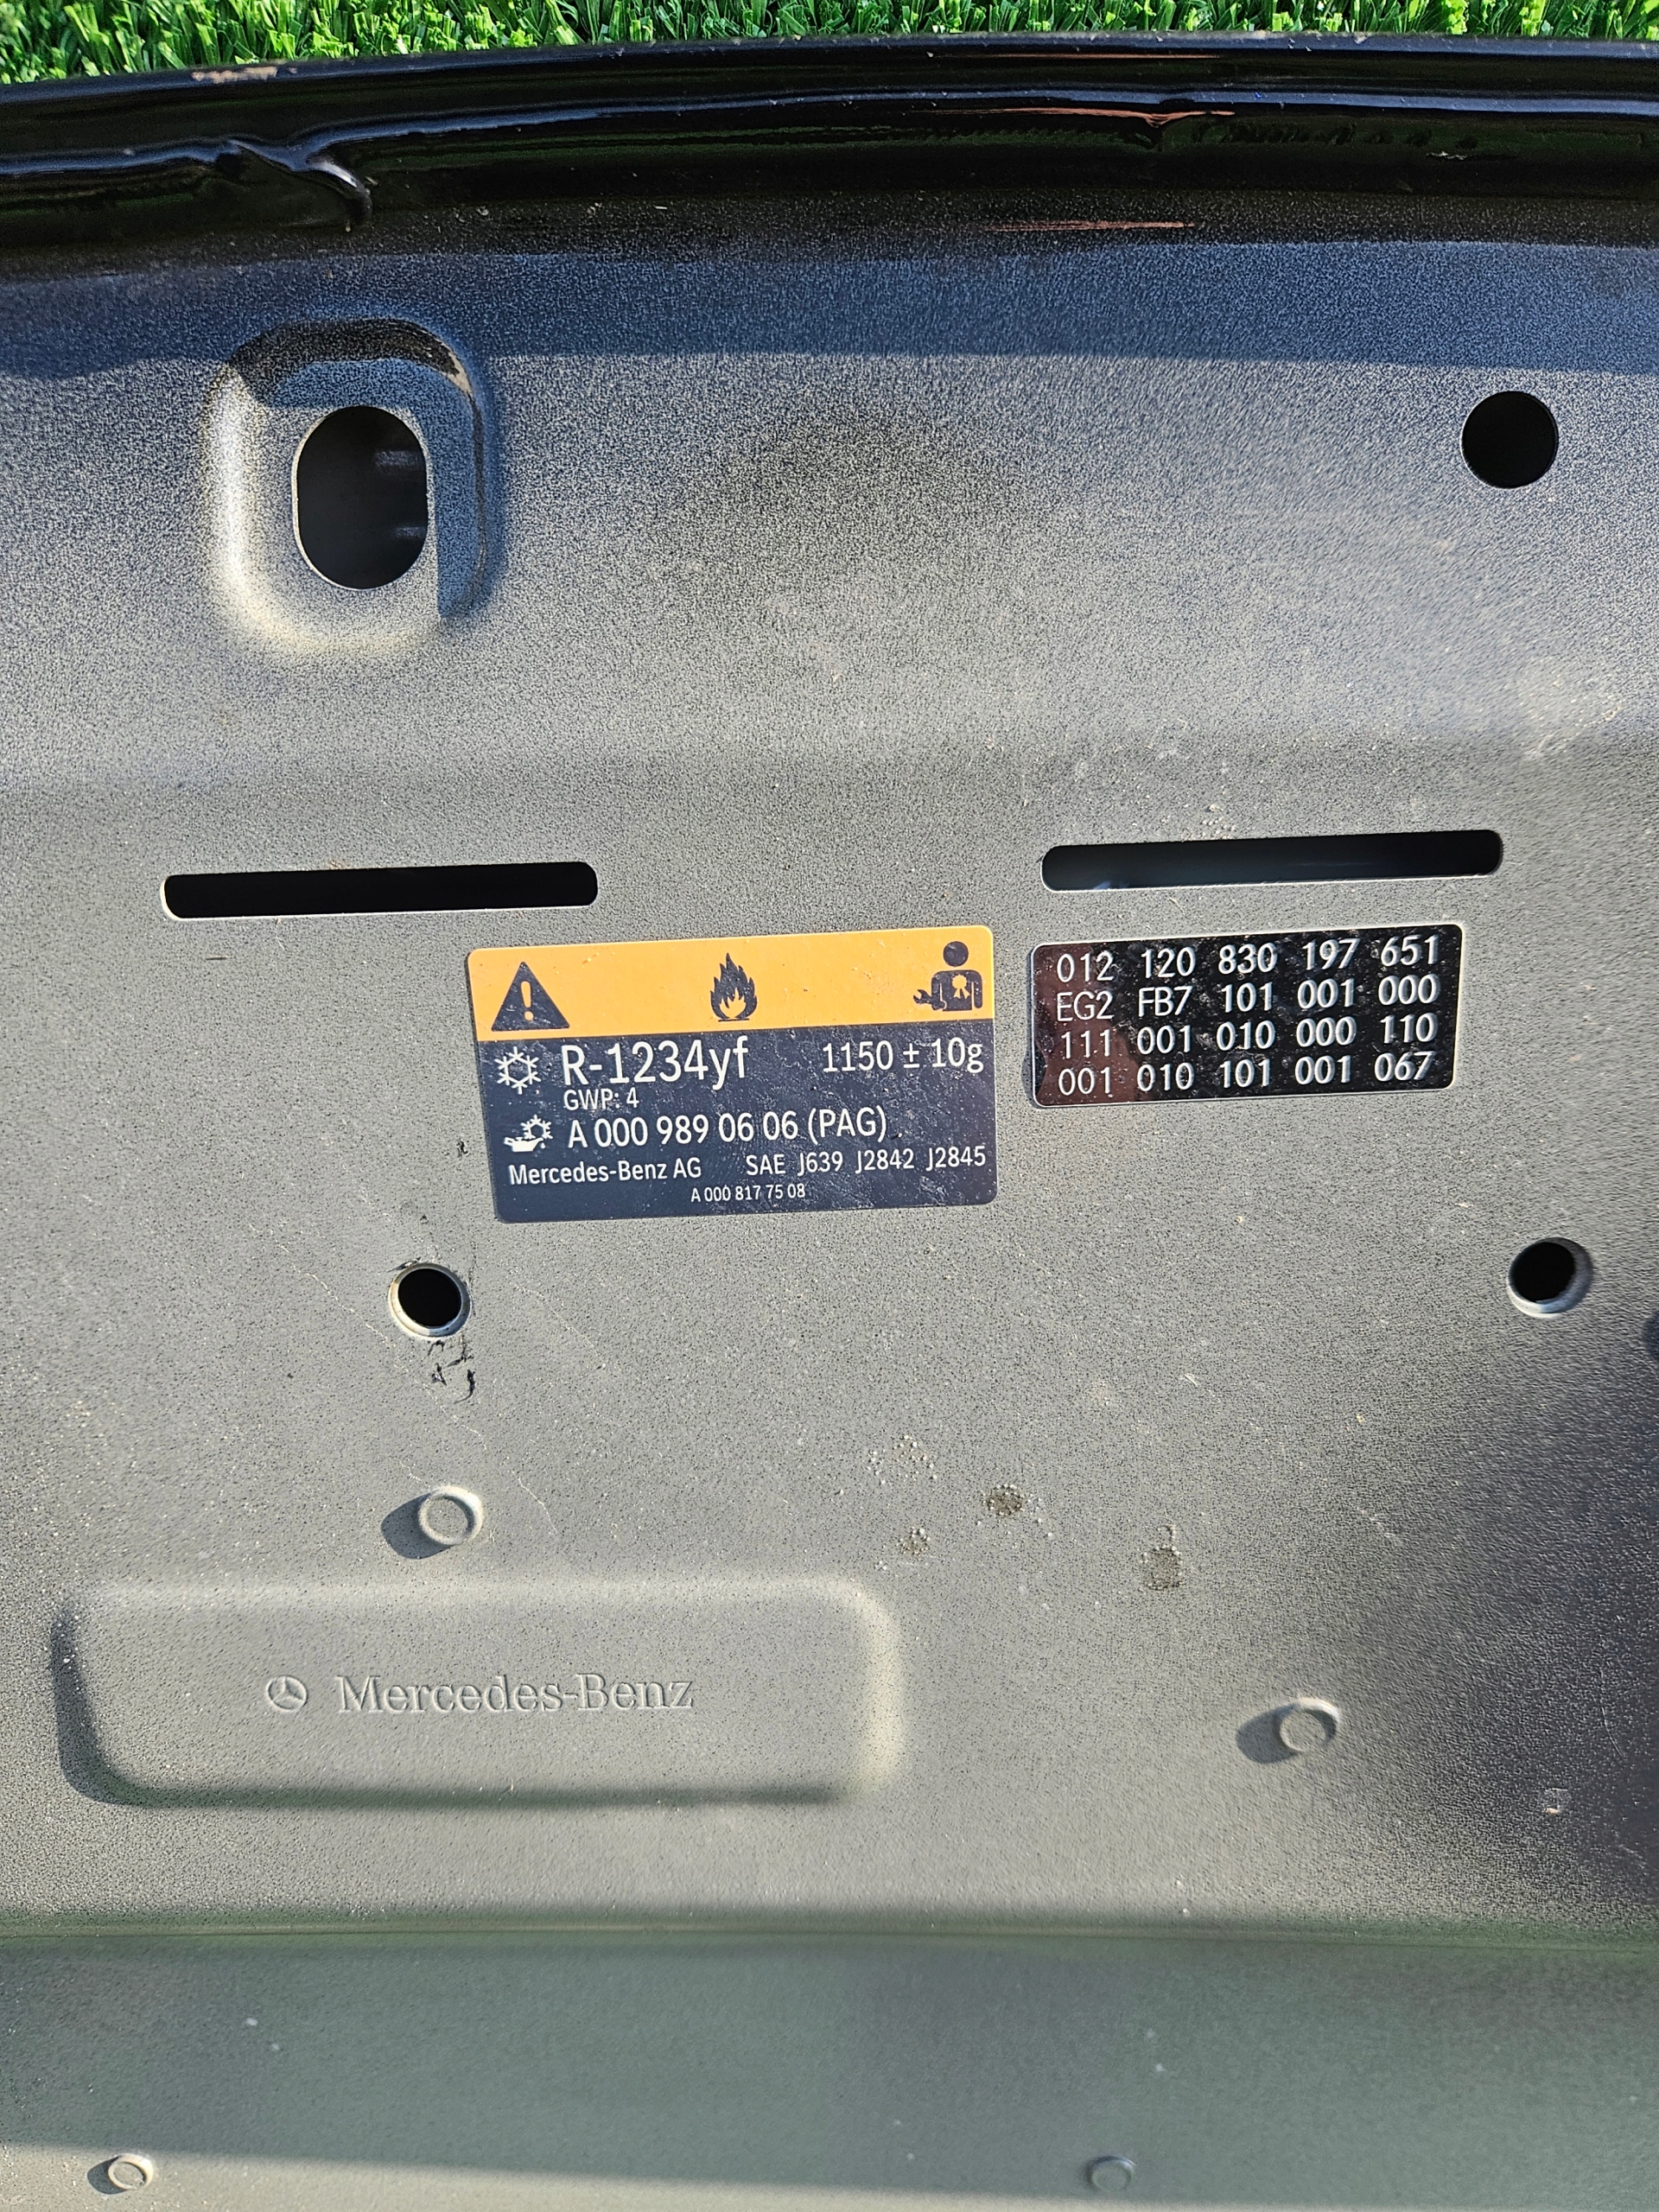 R-1234yf 1150 ± 10g
GWP: 4
A 000 989 06 06 (PAG)
Mercedes-Benz AG SAE J639 J2842 J2845
A 000 817 75 08
012 120 830 197 651
EG2 FB7 101 001 000
111 001 010 000 110
001 010 101 001 067
Mercedes-Benz